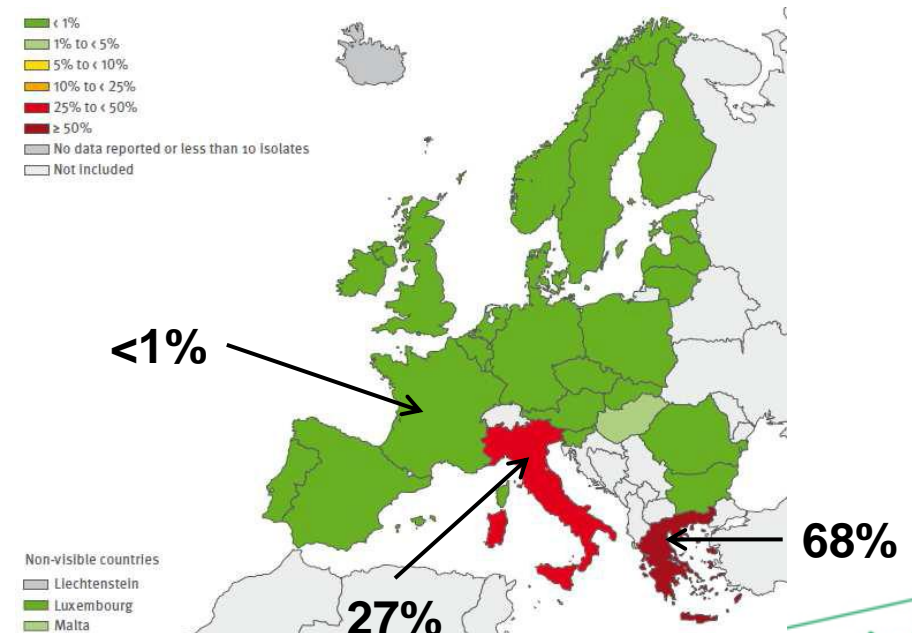 < 1%
1% to < 5%
5% to < 10%
10% to < 25%
25% to < 50%
≥ 50%
No data reported or less than 10 isolates
Not included
<1%
68%
27%
Non-visible countries
Liechtenstein
Luxembourg
Malta